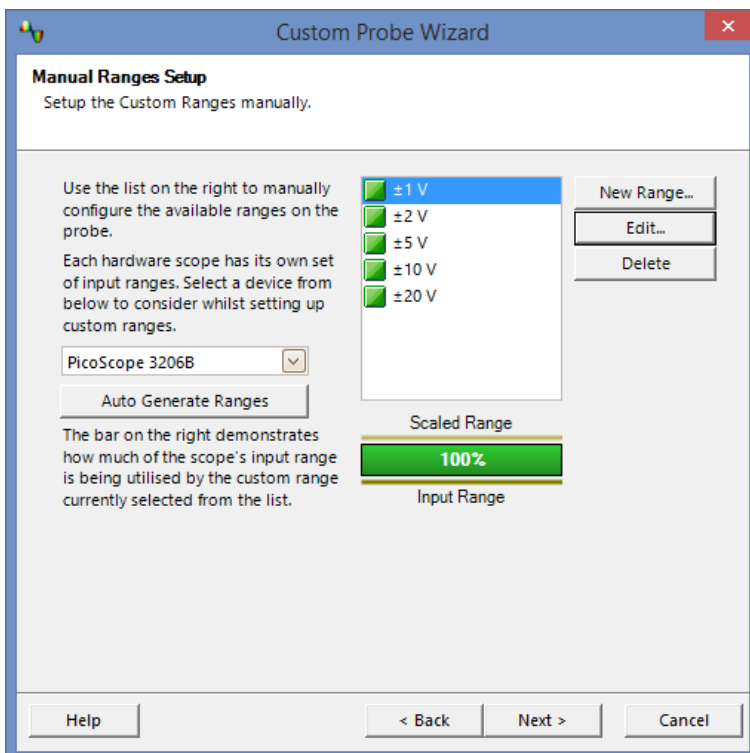 Custom Probe Wizard
Manual Ranges Setup
Setup the Custom Ranges manually.
Use the list on the right to manually
configure the available ranges on the
probe.
Each hardware scope has its own set
of input ranges. Select a device from
below to consider whilst setting up
custom ranges.
PicoScope 3206B
Auto Generate Ranges
The bar on the right demonstrates
how much of the scope's input range
is being utilised by the custom range
currently selected from the list.
±1 V
±2 V
±5 V
±10 V
±20 V
Scaled Range
100%
Input Range
New Range...
Edit...
Delete
Help
< Back
Next >
Cancel